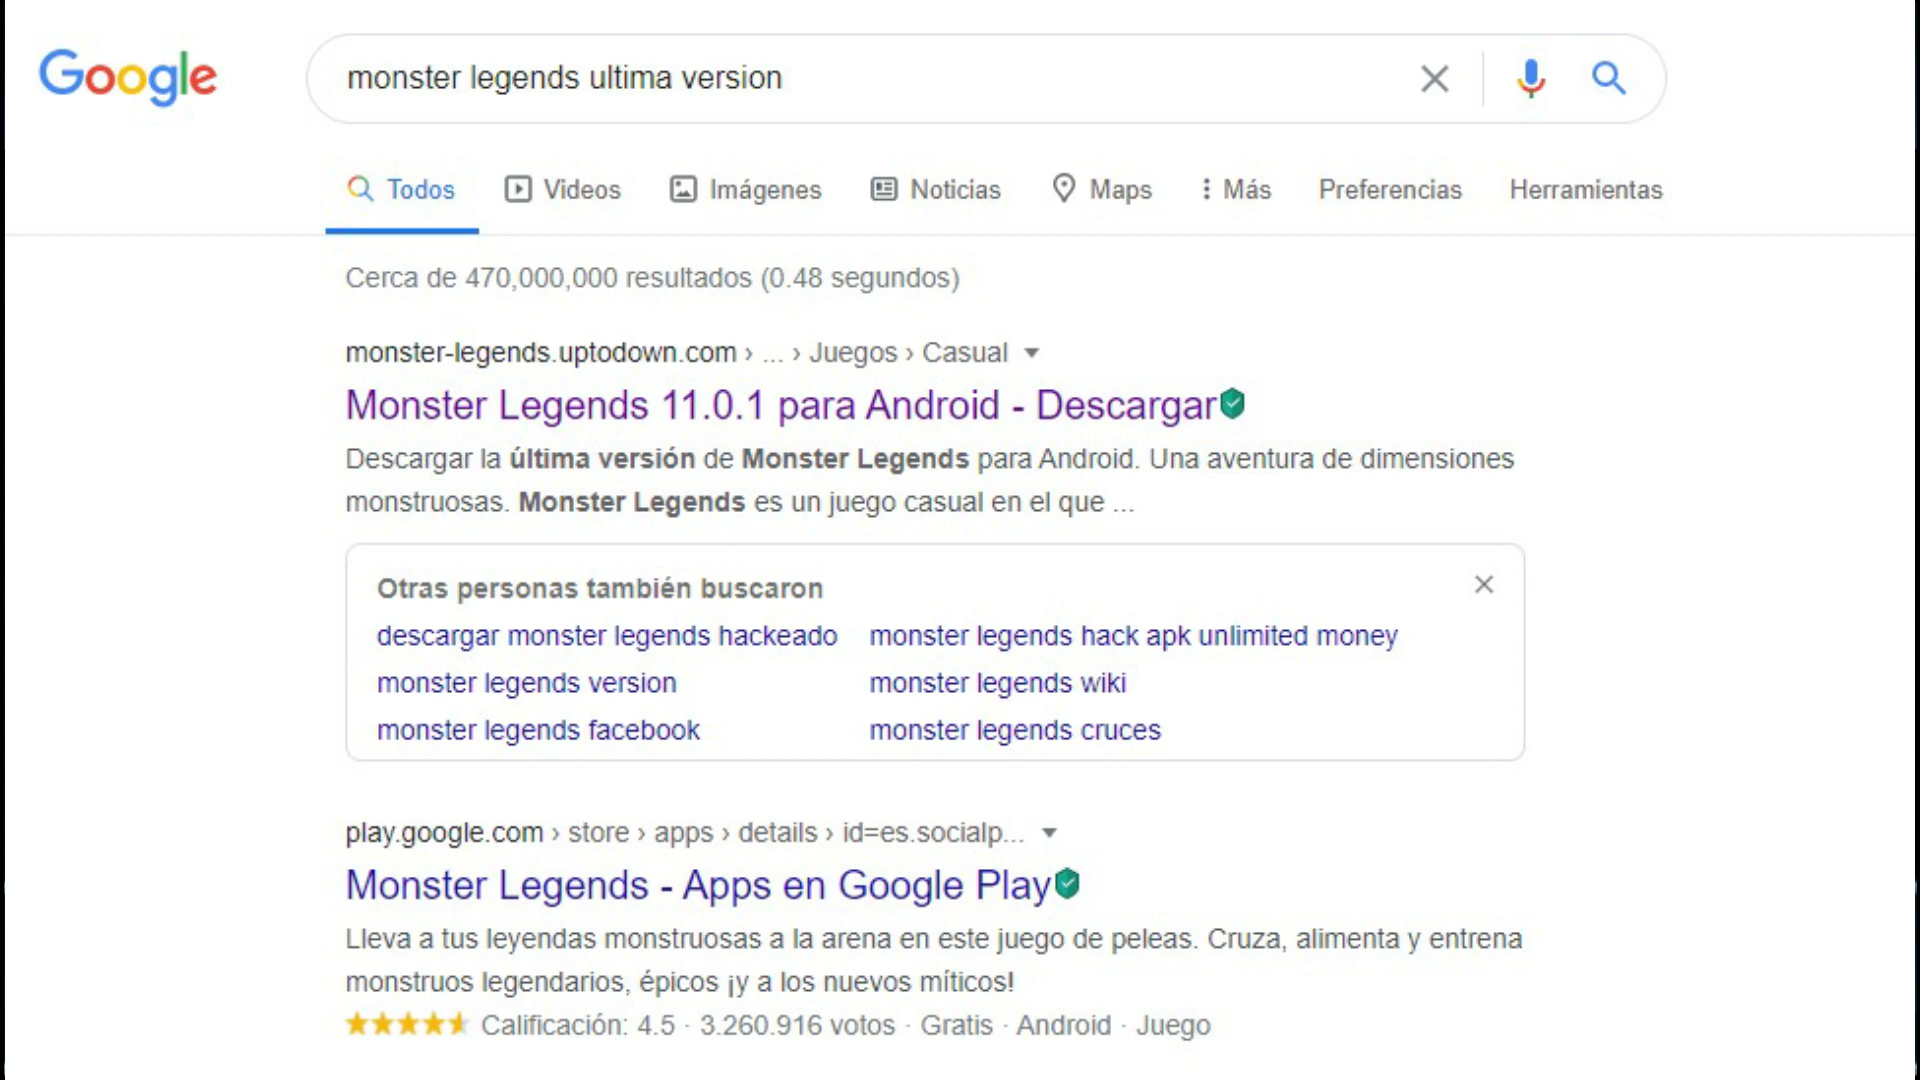 Google
monster legends ultima version
Todos Videos Imágenes Noticias Maps Más Preferencias Herramientas
Cerca de 470,000,000 resultados (0.48 segundos)
monster-legends.uptodown.com › ... › Juegos › Casual
Monster Legends 11.0.1 para Android - Descargar
Descargar la última versión de Monster Legends para Android. Una aventura de dimensiones
monstruosas. Monster Legends es un juego casual en el que ...
Otras personas también buscaron
descargar monster legends hackeado monster legends hack apk unlimited money
monster legends version monster legends wiki
monster legends facebook monster legends cruces
play.google.com › store › apps › details › id=es.socialp...
Monster Legends - Apps en Google Play
Lleva a tus leyendas monstruosas a la arena en este juego de peleas. Cruza, alimenta y entrena
monstruos legendarios, épicos ¡y a los nuevos míticos!
Calificación: 4.5 · 3.260.916 votos · Gratis · Android · Juego